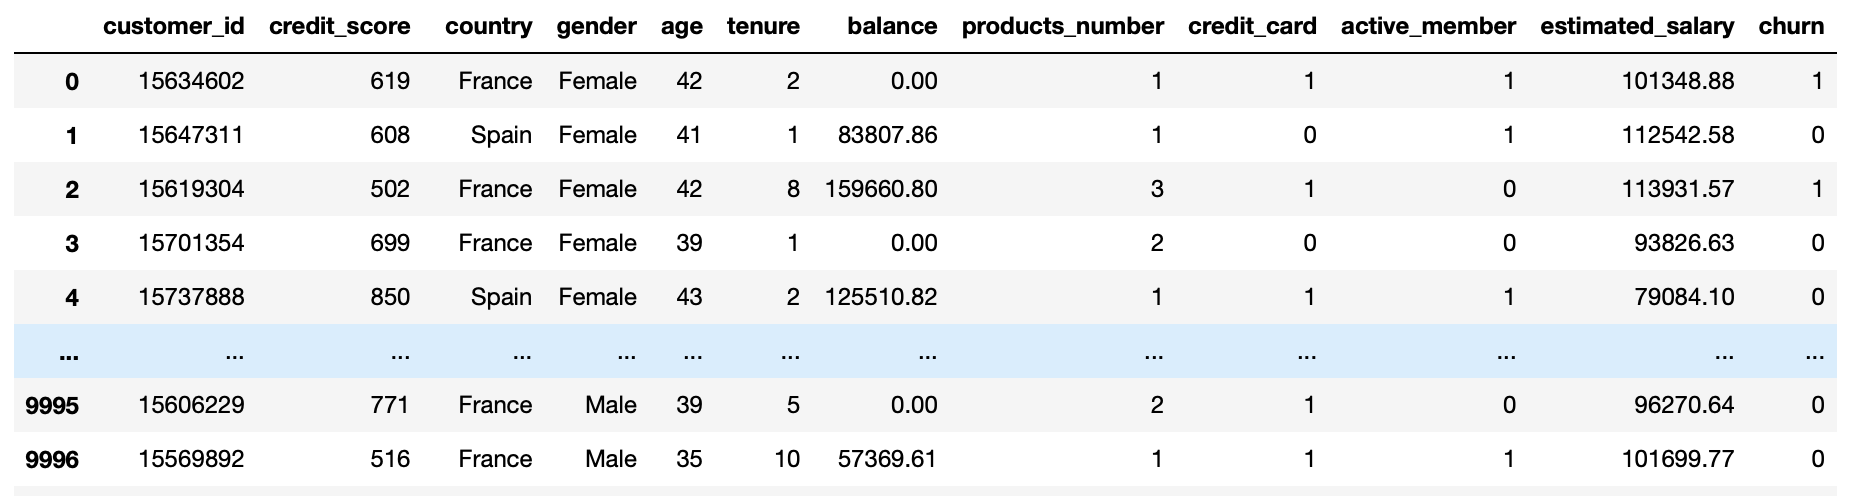 customer_id credit_score country gender age tenure balance products_number credit_card active_member estimated_salary churn
0 15634602 619 France Female 42 2 0.00 1 1 1 101348.88 1
1 15647311 608 Spain Female 41 1 83807.86 1 0 1 112542.58 0
2 15619304 502 France Female 42 8 159660.80 3 1 0 113931.57 1
3 15701354 699 France Female 39 1 0.00 2 0 0 93826.63 0
4 15737888 850 Spain Female 43 2 125510.82 1 1 1 79084.10 0
... ... ... ... ... ... ... ... ... ... ... ... ...
9995 15606229 771 France Male 39 5 0.00 2 1 0 96270.64 0
9996 15569892 516 France Male 35 10 57369.61 1 1 1 101699.77 0